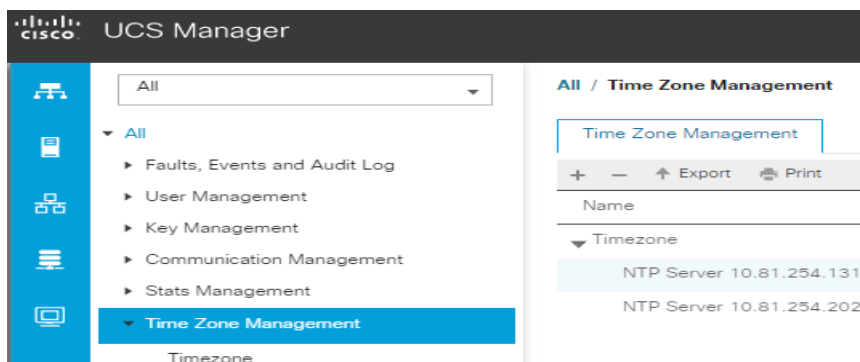 cisco. UCS Manager
All
All / Time Zone Management
All
Time Zone Management
Faults, Events and Audit Log
+ − Export Print
User Management
Name
Key Management
Timezone
Communication Management
NTP Server 10.81.254.131
Stats Management
NTP Server 10.81.254.202
Time Zone Management
Timezone